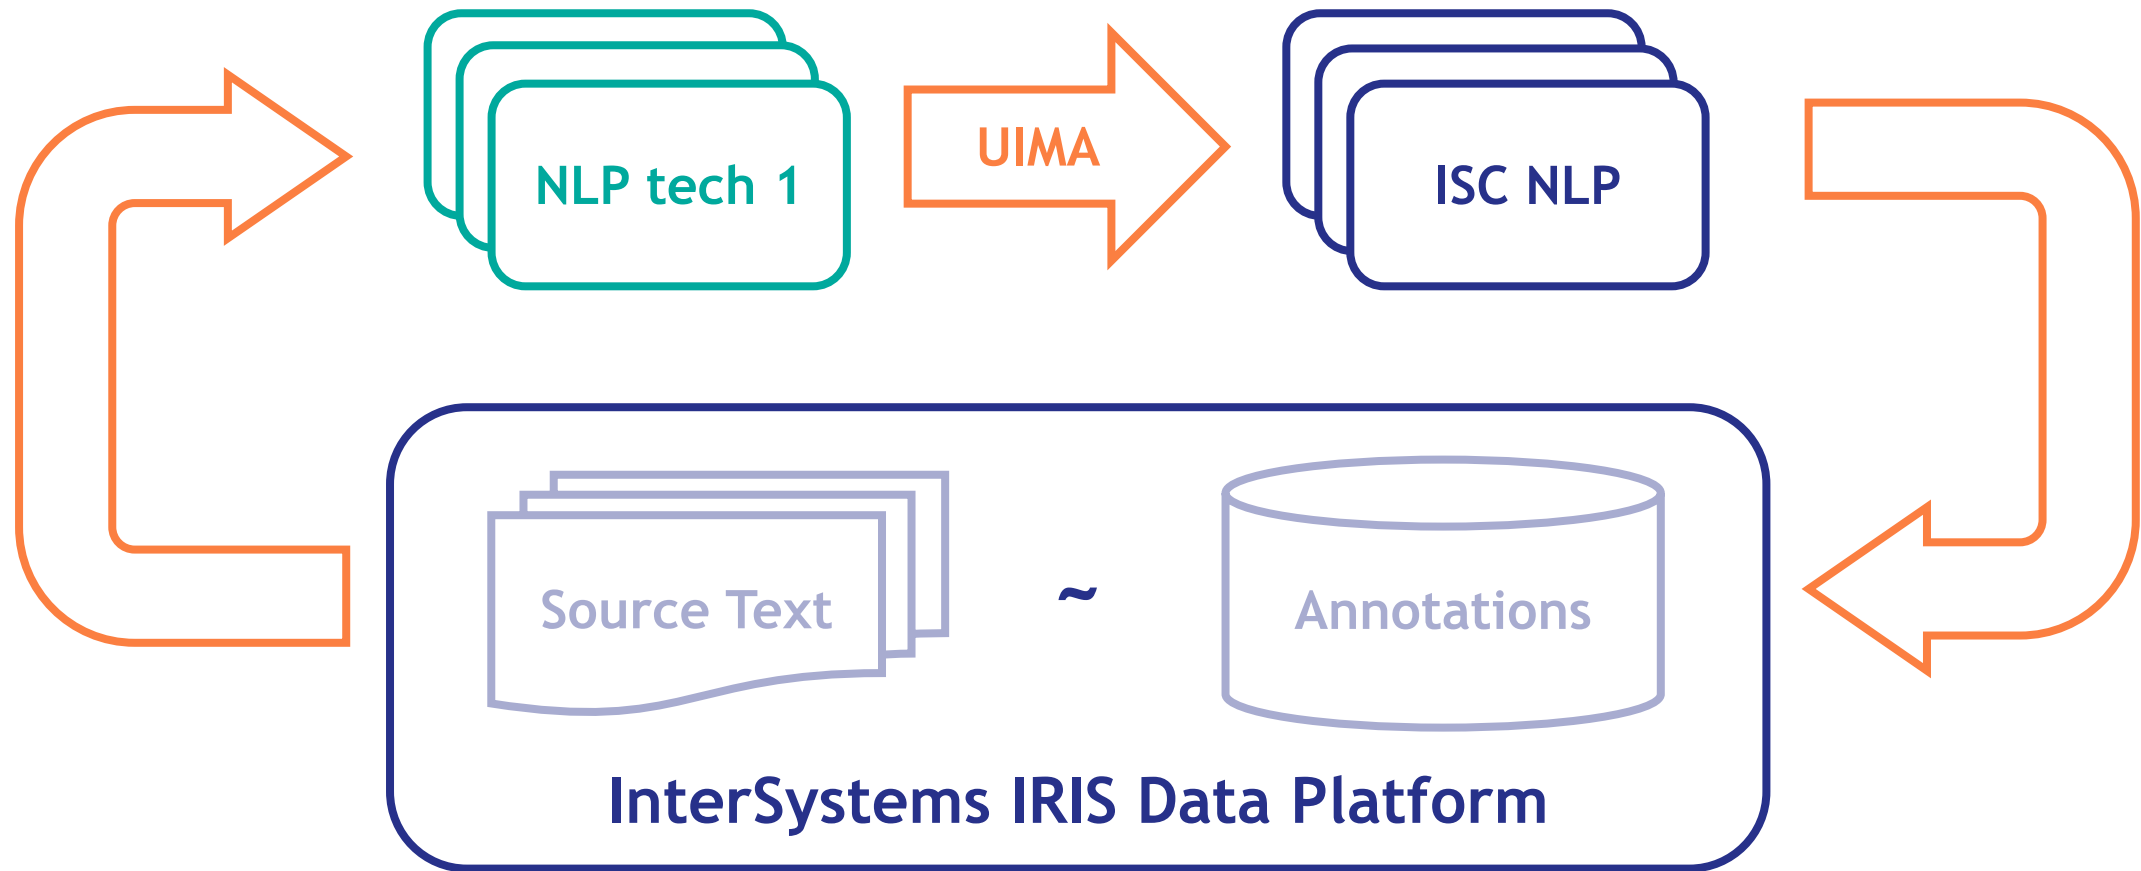 NLP tech 1
UIMA
ISC NLP
Source Text
~
Annotations
InterSystems IRIS Data Platform